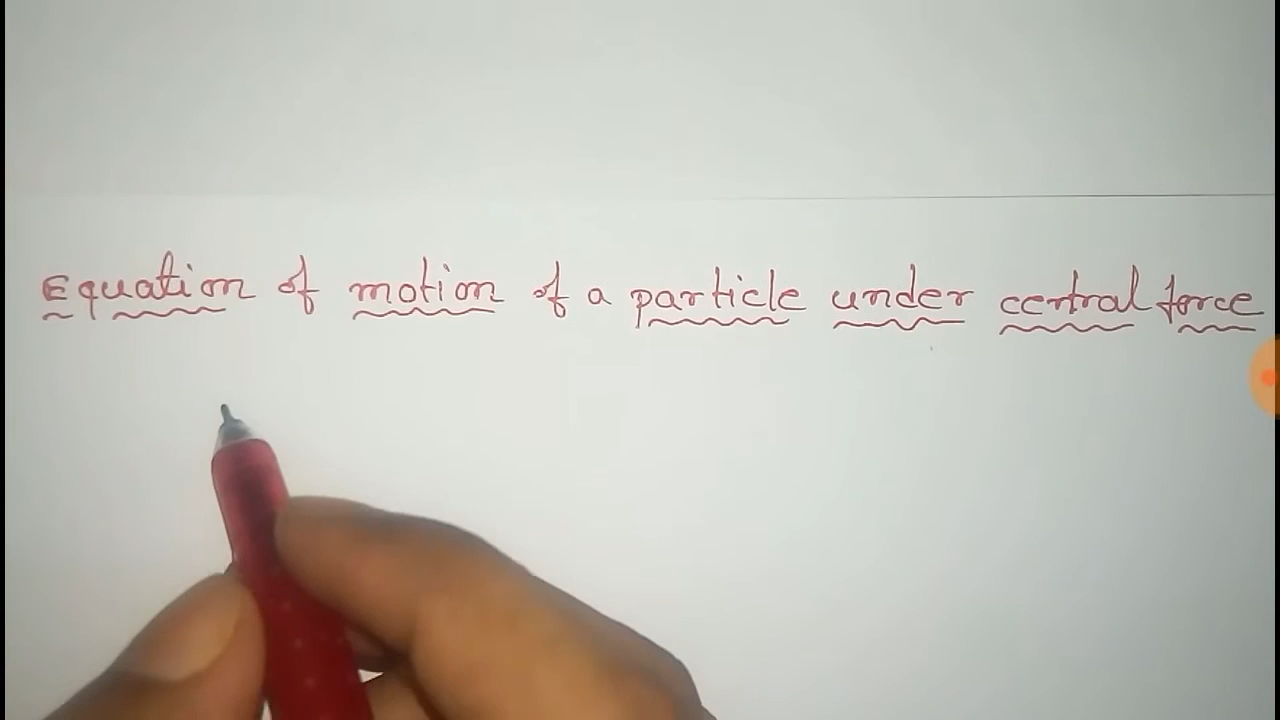 Equation of motion of a particle under central force